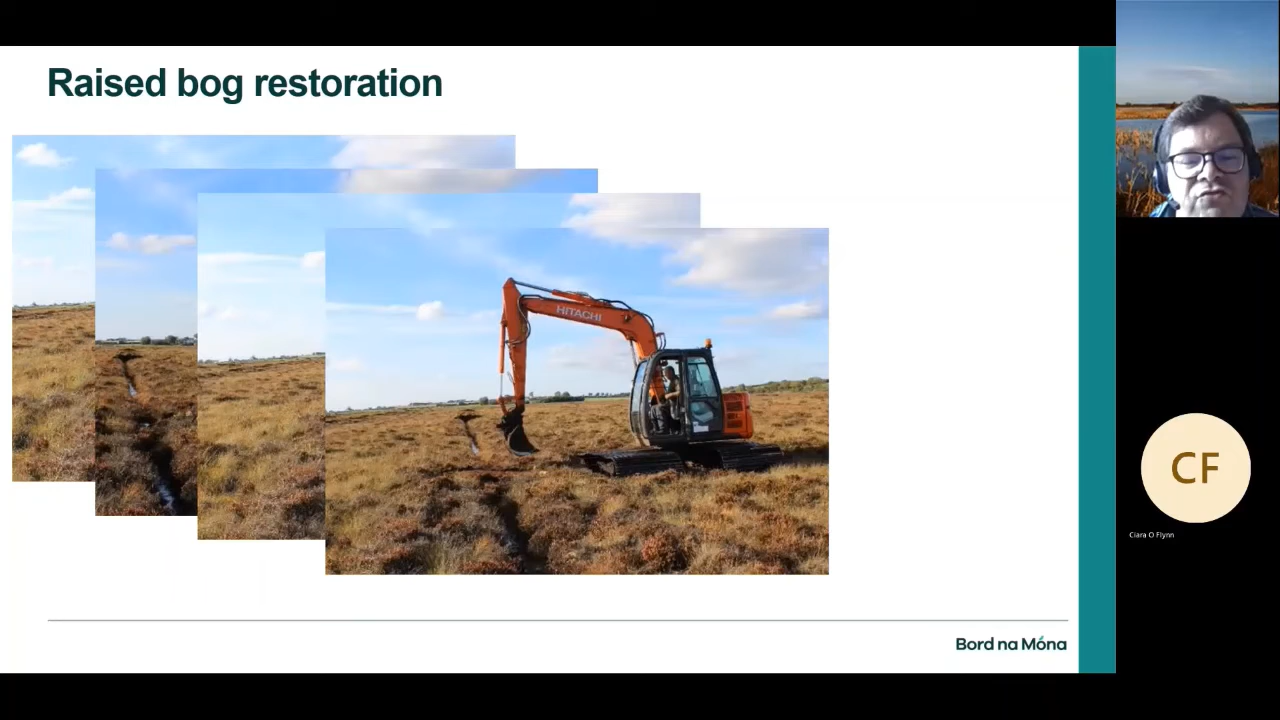 Raised bog restoration
HITACHI
CF
Ciara O Flynn
Bord na Móna